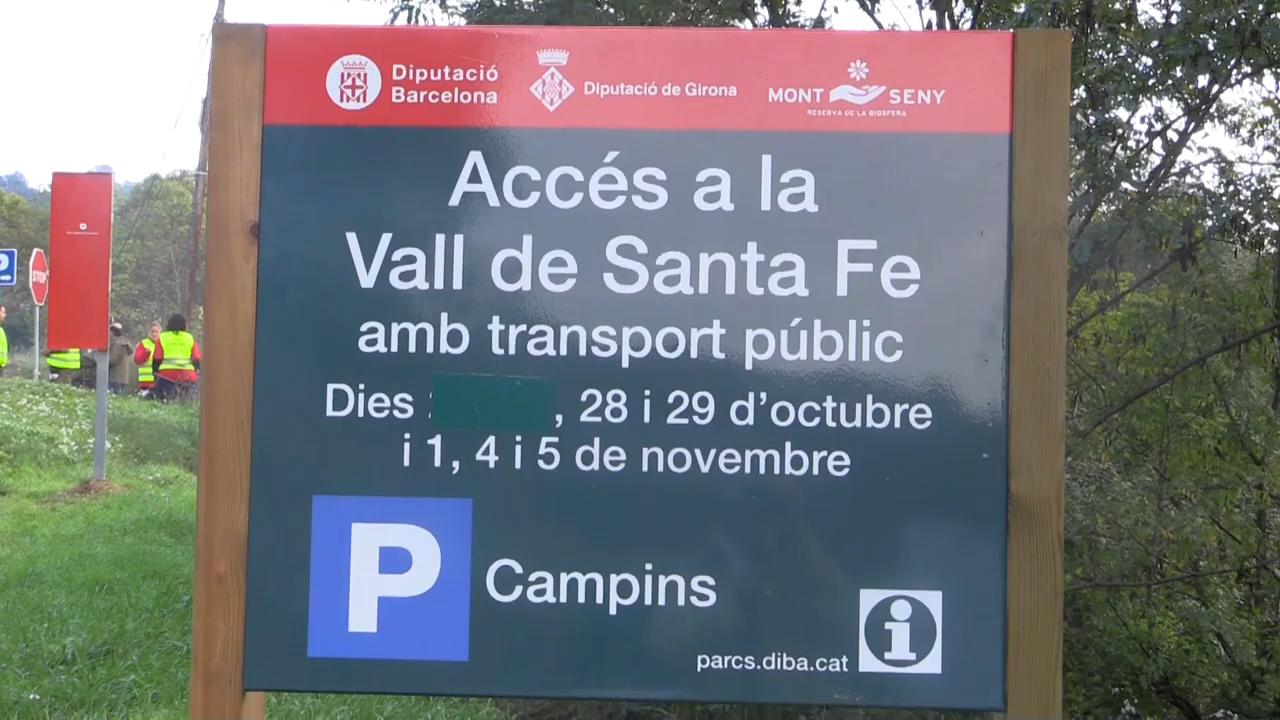 Diputació
Barcelona
Diputació de Girona
MONT SENY
RESERVA DE LA BIOSFERA
Accés a la
Vall de Santa Fe
amb transport públic
Dies , 28 i 29 d'octubre
i 1, 4 i 5 de novembre
P Campins
parcs.diba.cat i
P
STOP